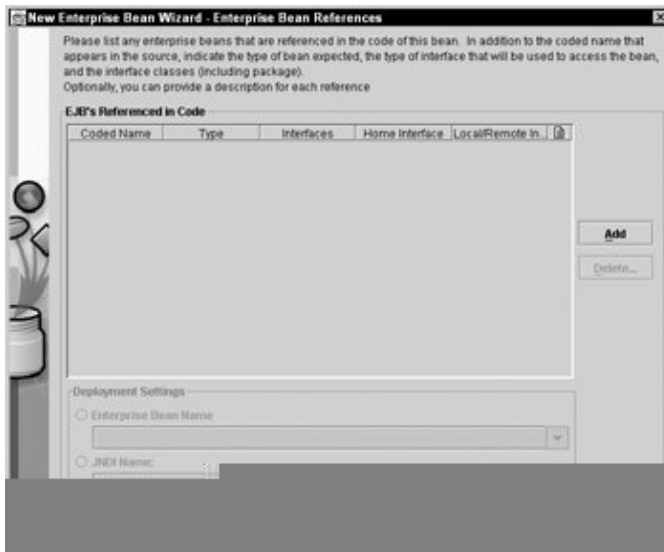 New Enterprise Bean Wizard - Enterprise Bean References
Please list any enterprise beans that are referenced in the code of this bean. In addition to the coded name that
appears in the source, indicate the type of bean expected, the type of interface that will be used to access the bean,
and the interface classes (including package).
Optionally, you can provide a description for each reference
EJB's Referenced in Code
Coded Name Type Interfaces Home Interface Local/Remote In...
Add
Delete...
Deployment Settings
Enterprise Bean Name
JNDI Name: